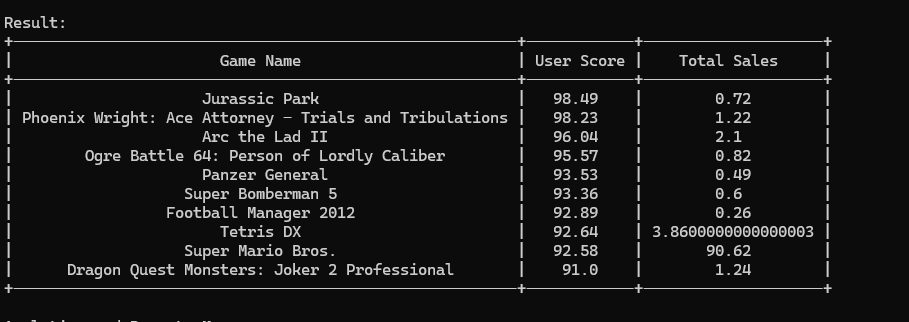 Result:
| Game Name | User Score | Total Sales |
| Jurassic Park | 98.49 | 0.72 |
| Phoenix Wright: Ace Attorney - Trials and Tribulations | 98.23 | 1.22 |
| Arc the Lad II | 96.04 | 2.1 |
| Ogre Battle 64: Person of Lordly Caliber | 95.57 | 0.82 |
| Panzer General | 93.53 | 0.49 |
| Super Bomberman 5 | 93.36 | 0.6 |
| Football Manager 2012 | 92.89 | 0.26 |
| Tetris DX | 92.64 | 3.8600000000000003 |
| Super Mario Bros. | 92.58 | 90.62 |
| Dragon Quest Monsters: Joker 2 Professional | 91.0 | 1.24 |